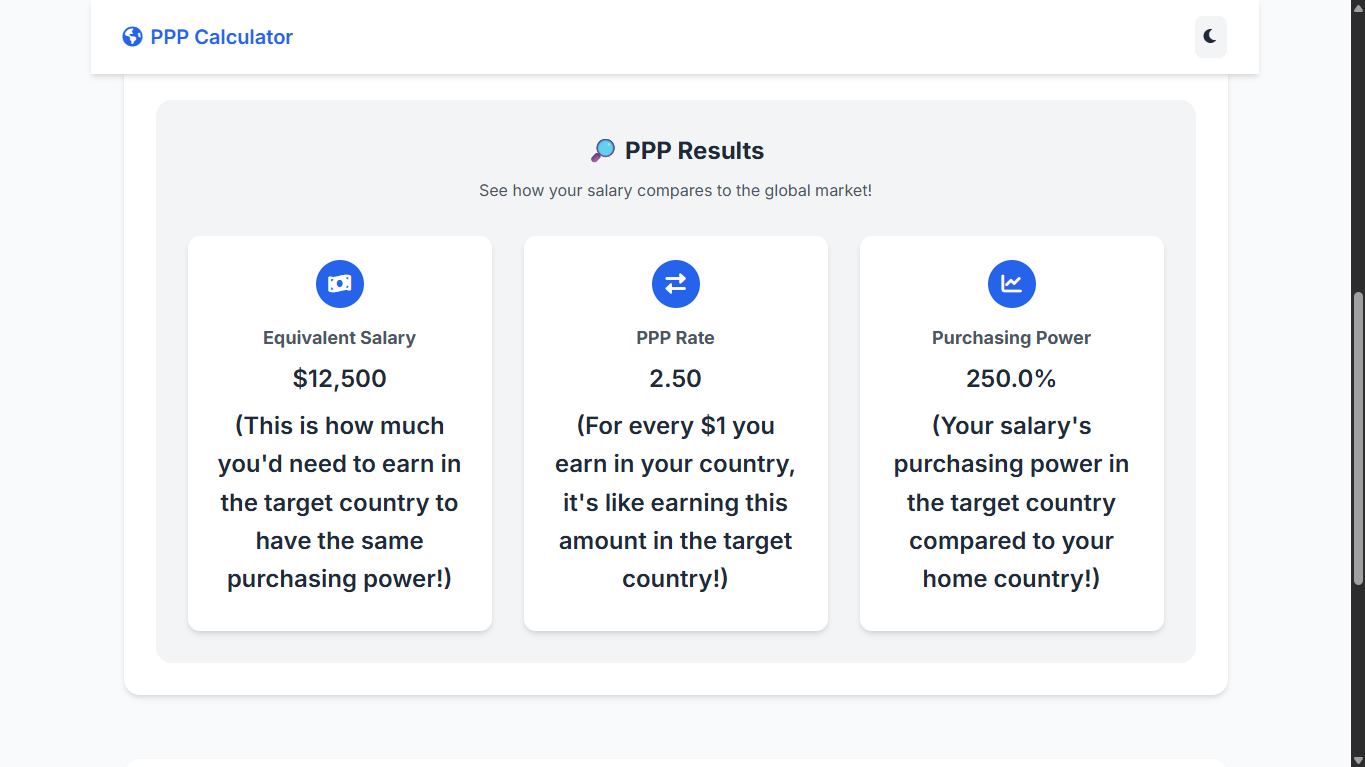 PPP Calculator
PPP Results
See how your salary compares to the global market!
Equivalent Salary
$12,500
(This is how much
you'd need to earn in
the target country to
have the same
purchasing power!)
PPP Rate
2.50
(For every $1 you
earn in your country,
it's like earning this
amount in the target
country!)
Purchasing Power
250.0%
(Your salary's
purchasing power in
the target country
compared to your
home country!)